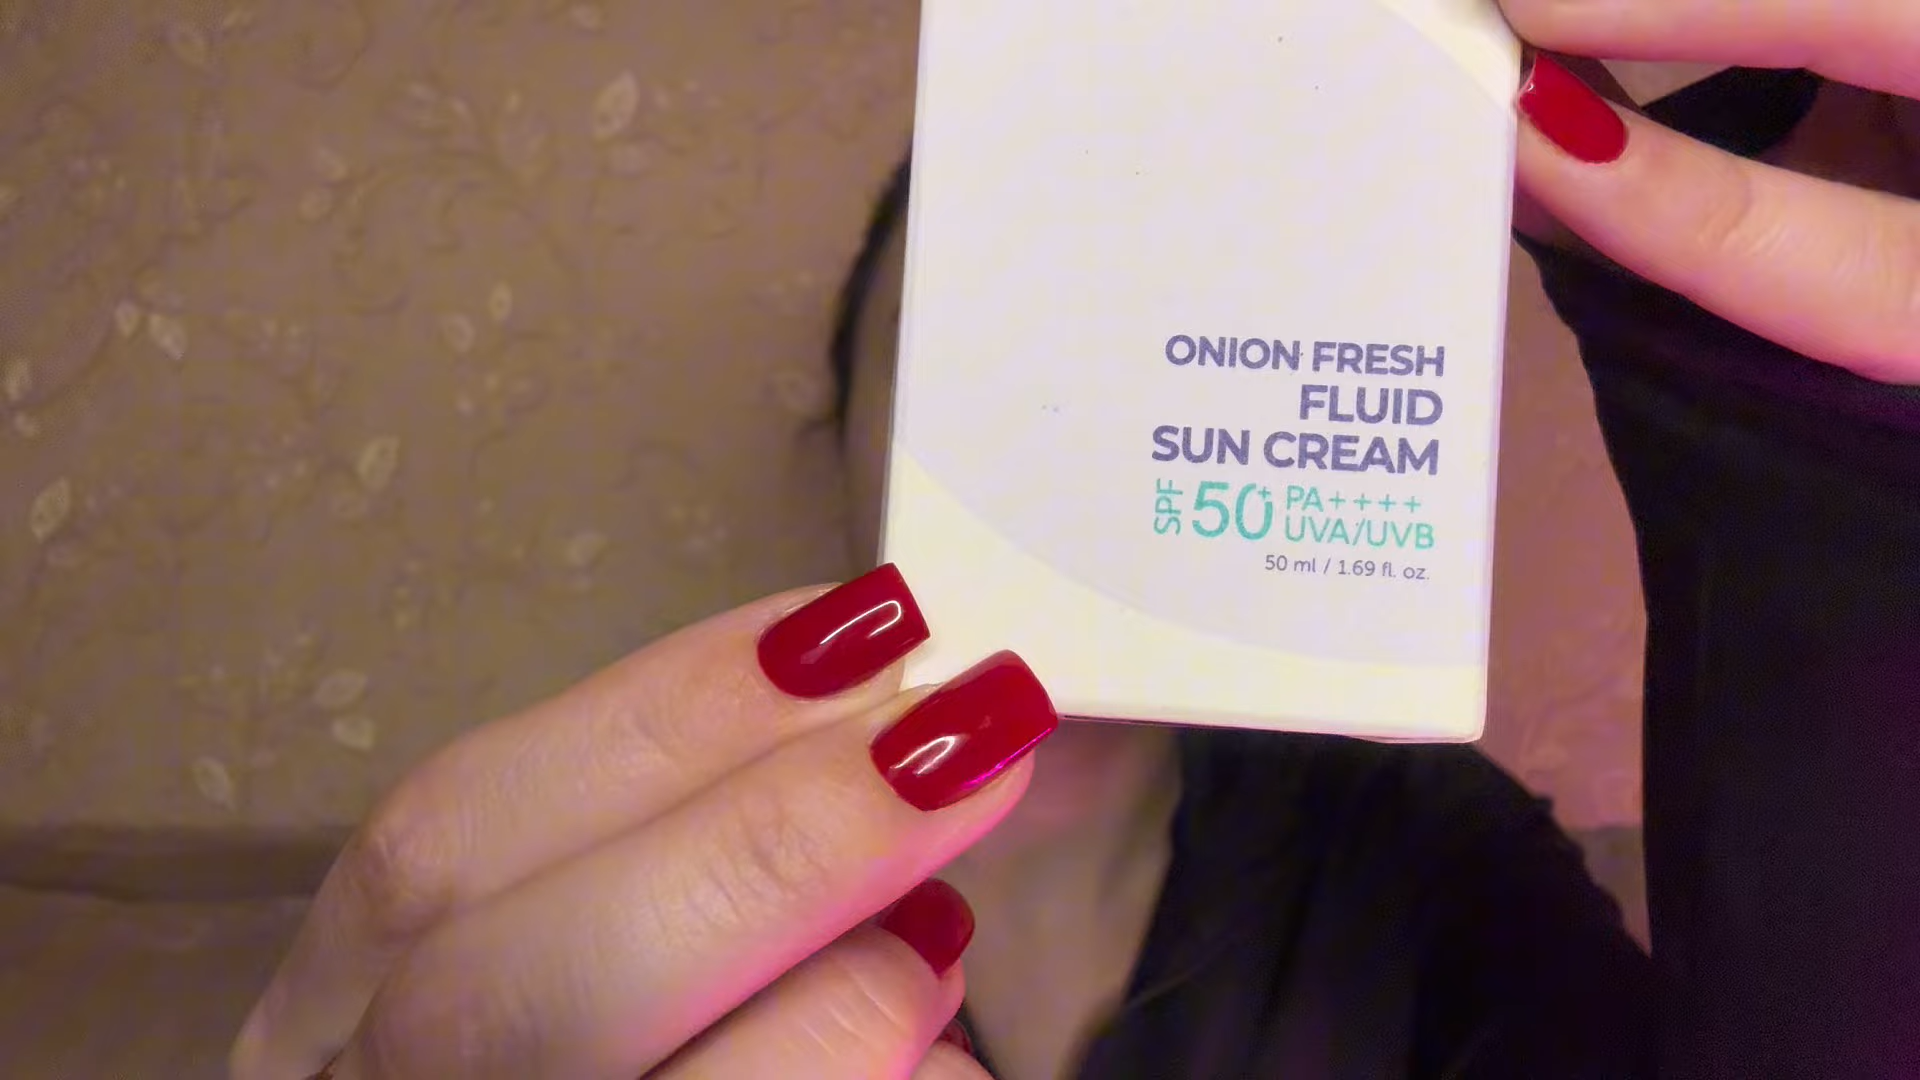 ONION FRESH
FLUID
SUN CREAM
SPF 50+ PA++++
UVA/UVB
50 ml / 1.69 fl. oz.